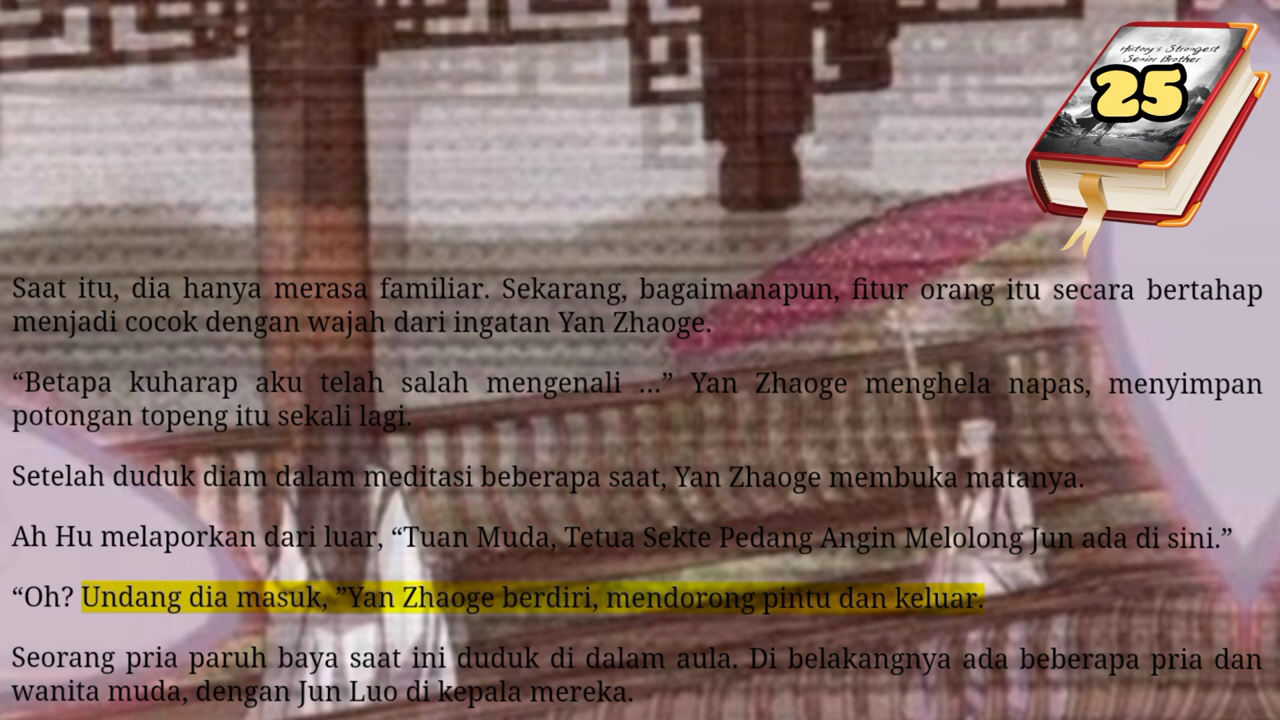 History's Strongest
Senior Brother
25
Saat itu, dia hanya merasa familiar. Sekarang, bagaimanapun, fitur orang itu secara bertahap
menjadi cocok dengan wajah dari ingatan Yan Zhaoge.
“Betapa kuharap aku telah salah mengenali ...” Yan Zhaoge menghela napas, menyimpan
potongan topeng itu sekali lagi.
Setelah duduk diam dalam meditasi beberapa saat, Yan Zhaoge membuka matanya.
Ah Hu melaporkan dari luar, “Tuan Muda, Tetua Sekte Pedang Angin Melolong Jun ada di sini.”
“Oh? Undang dia masuk, ”Yan Zhaoge berdiri, mendorong pintu dan keluar.
Seorang pria paruh baya saat ini duduk di dalam aula. Di belakangnya ada beberapa pria dan
wanita muda, dengan Jun Luo di kepala mereka.